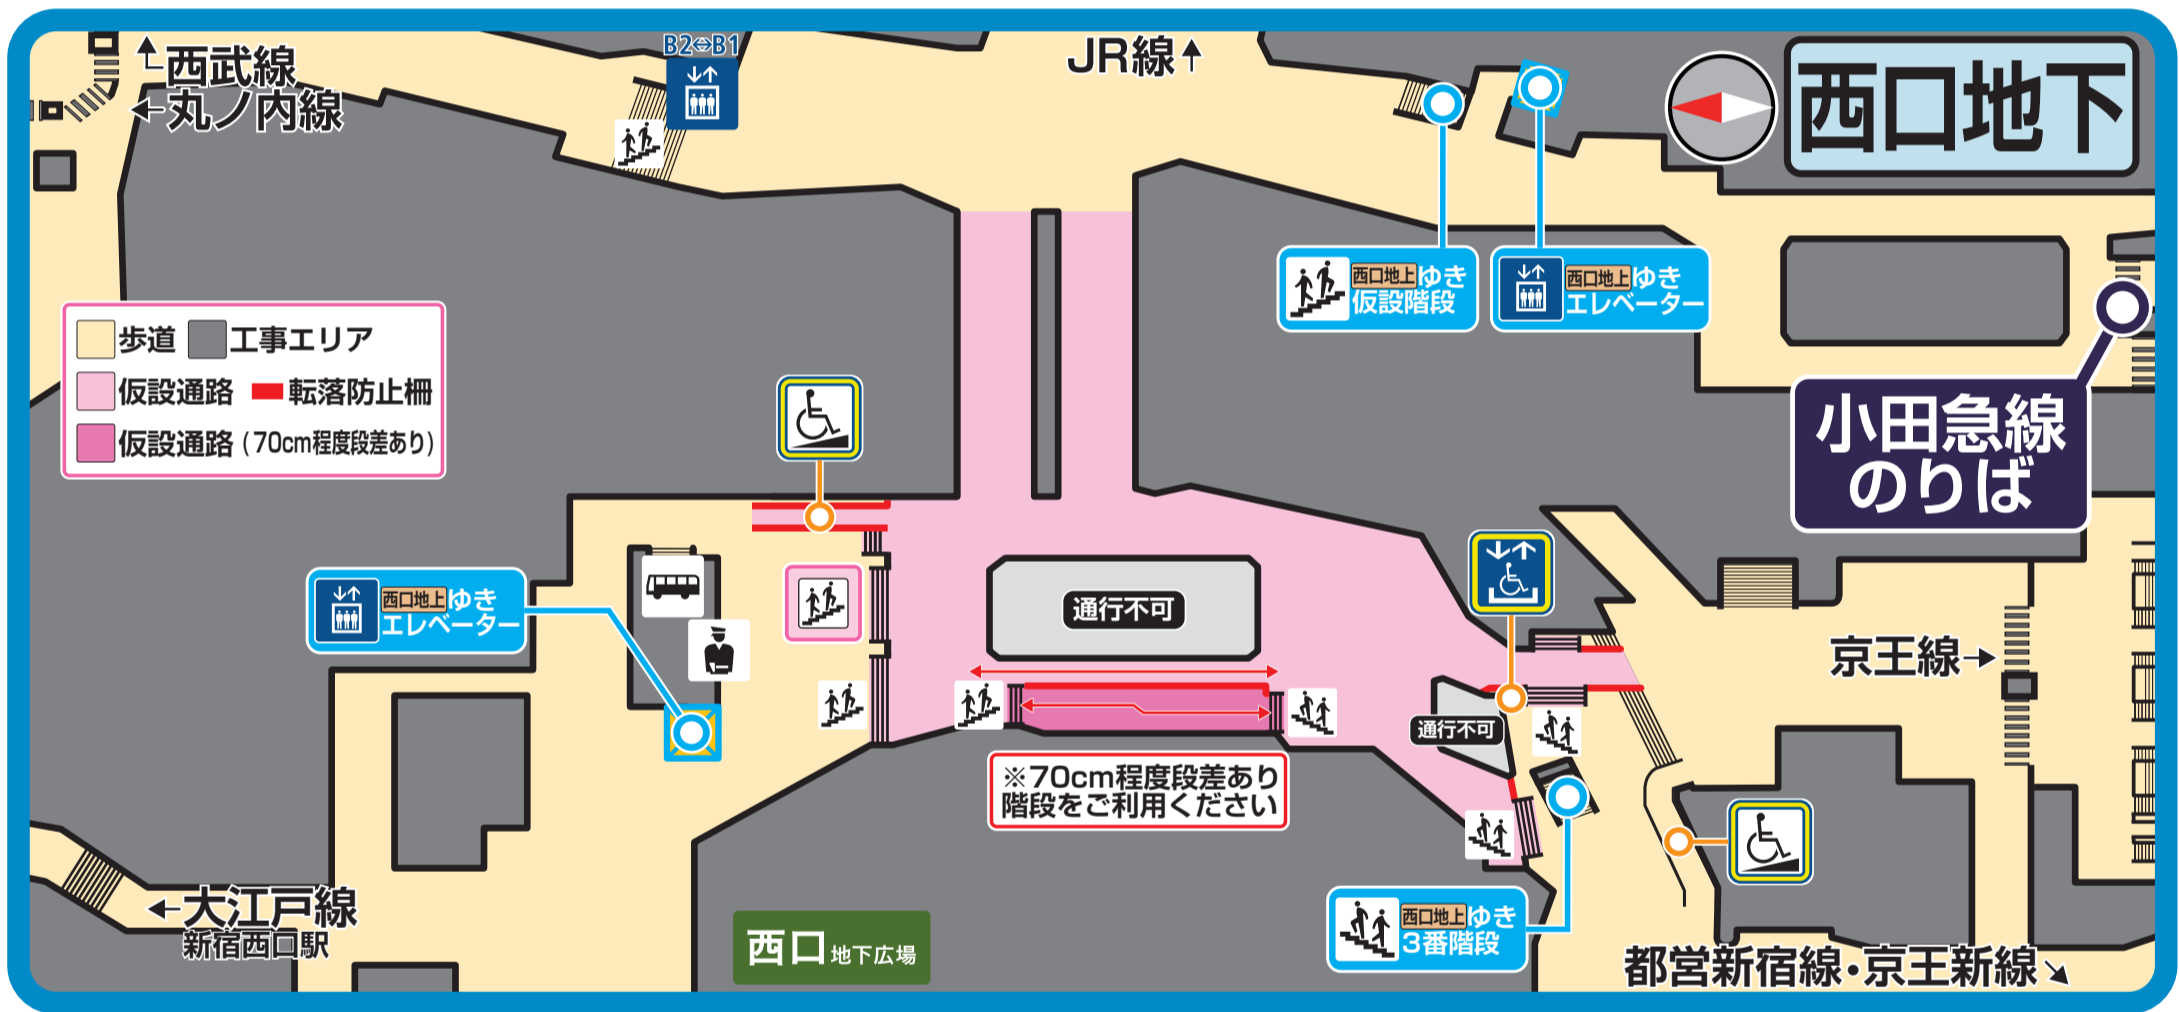 B2⇔B1
JR線↑
西口地下
西武線
←丸ノ内線
西口地上ゆき
仮設階段
西口地上ゆき
エレベーター
歩道
工事エリア
仮設通路
転落防止柵
仮設通路(70cm程度段差あり)
小田急線
のりば
西口地上ゆき
エレベーター
通行不可
京王線→
通行不可
※70cm程度段差あり
階段をご利用ください
←大江戸線
新宿西口駅
西口地下広場
西口地上ゆき
3番階段
都営新宿線・京王新線↘